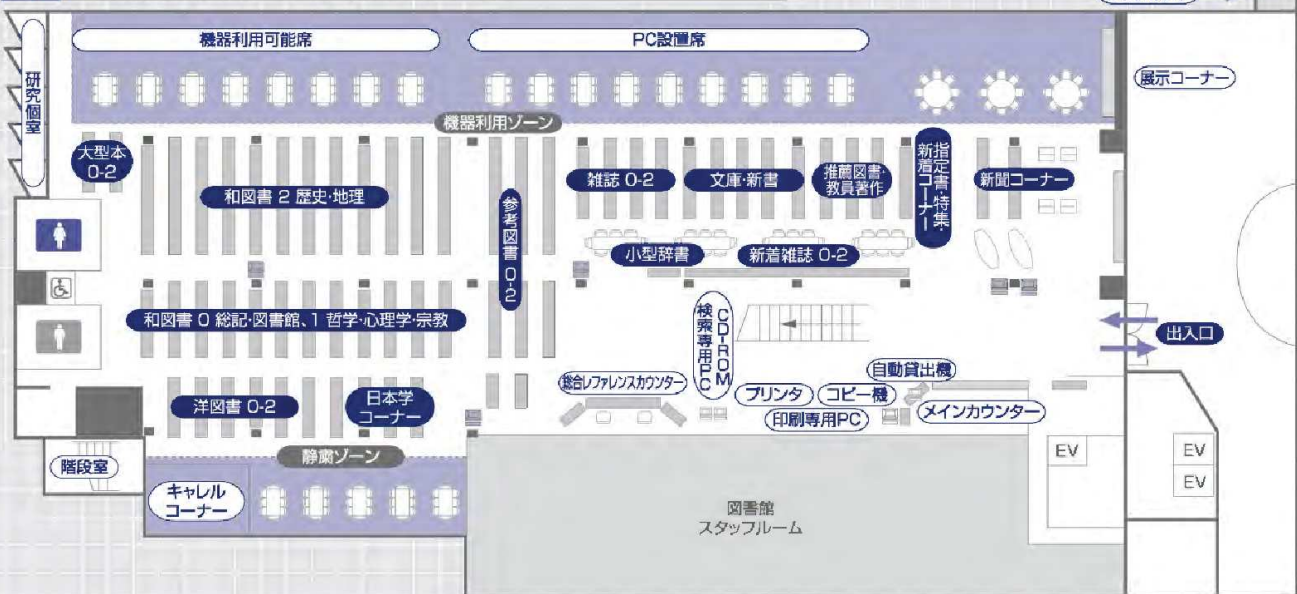 機器利用可能席
PC設置席
展示コーナー
研究個室
機器利用ゾーン
大型本
0-2
和図書 2 歴史・地理
参考図書 0-2
雑誌 0-2
文庫・新書
推薦図書・
教員著作
指定書・特集・
新着コーナー
新聞コーナー
小型辞書
新着雑誌 0-2
和図書 0 総記・図書館、1 哲学・心理学・宗教
CD-ROM
検索専用PC
出入口
自動貸出機
総合レファレンスカウンター
プリンタ
コピー機
印刷専用PC
メインカウンター
洋図書 0-2
日本学
コーナー
静粛ゾーン
階段室
キャレル
コーナー
EV
EV
EV
図書館
スタッフルーム